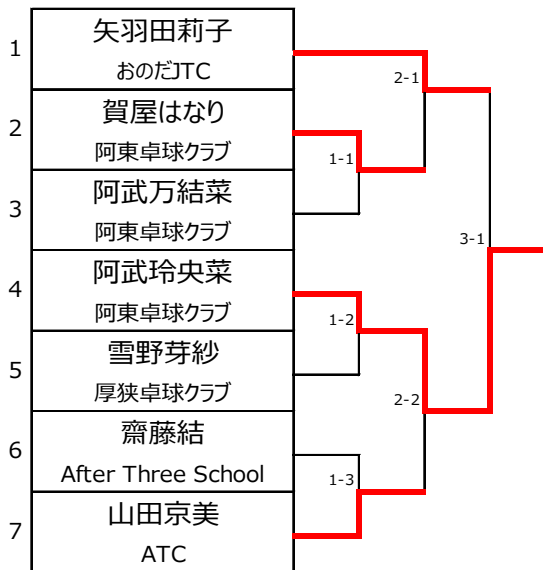 1
矢羽田莉子
おのだJTC
2
賀屋はなり
阿東卓球クラブ
3
阿武万結菜
阿東卓球クラブ
4
阿武玲央菜
阿東卓球クラブ
5
雪野芽紗
厚狭卓球クラブ
6
齋藤結
After Three School
7
山田京美
ATC
1-1
1-2
1-3
2-1
2-2
3-1